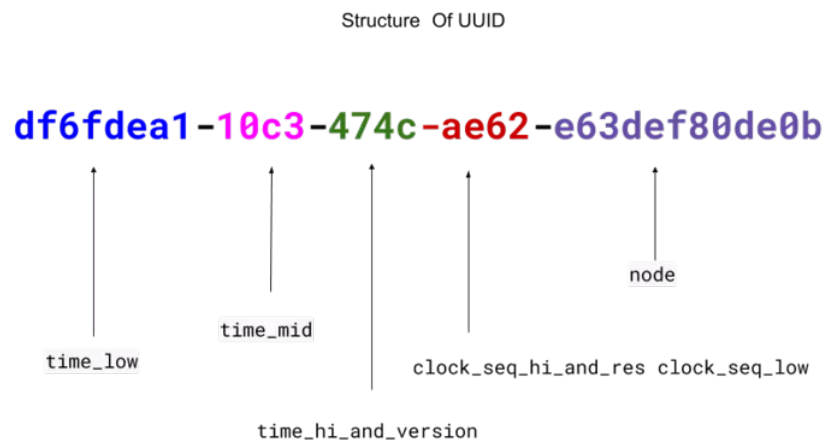 Structure Of UUID
df6fdea1-10c3-474c-ae62-e63def80de0b
node
time_mid
time_low
clock_seq_hi_and_res clock_seq_low
time_hi_and_version